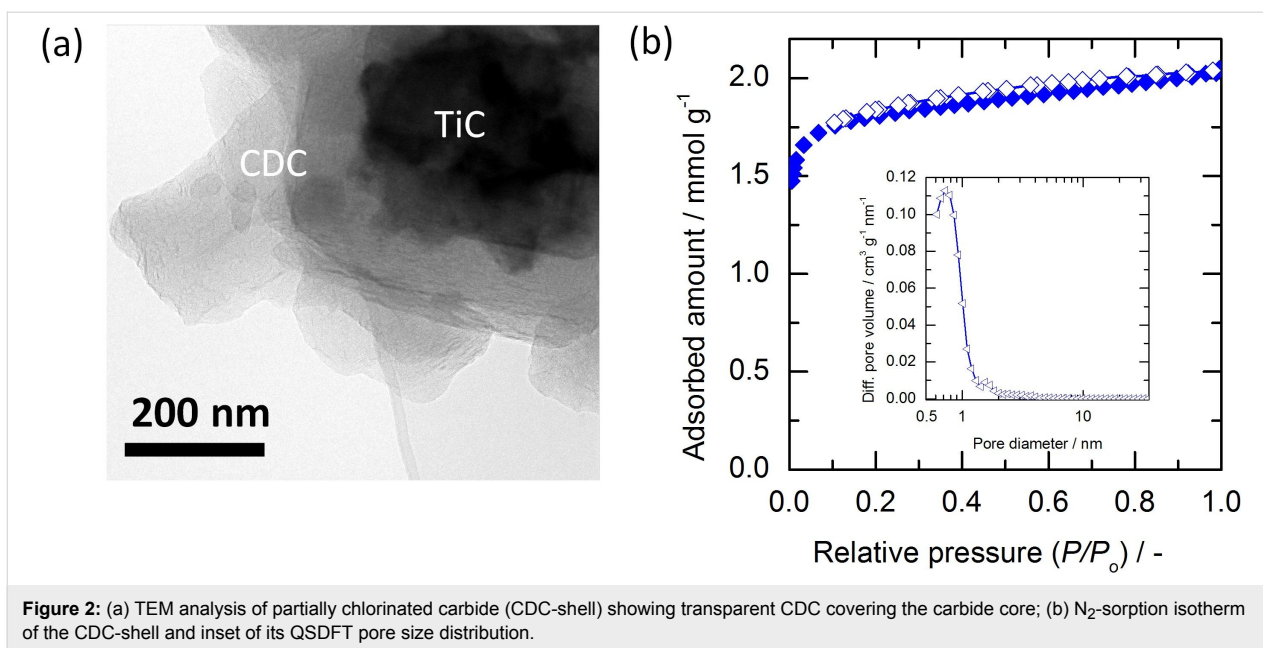 (a)
TiC
CDC
200 nm
(b)
Adsorbed amount / mmol g⁻¹
2.0
1.5
1.0
0.5
0.0
0.0 0.2 0.4 0.6 0.8 1.0
Relative pressure (P/Pₒ) / -
Diff. pore volume / cm³ g⁻¹ nm⁻¹
0.12
0.10
0.08
0.06
0.04
0.02
0.00
0.5 1 10
Pore diameter / nm
Figure 2: (a) TEM analysis of partially chlorinated carbide (CDC-shell) showing transparent CDC covering the carbide core; (b) N₂-sorption isotherm
of the CDC-shell and inset of its QSDFT pore size distribution.